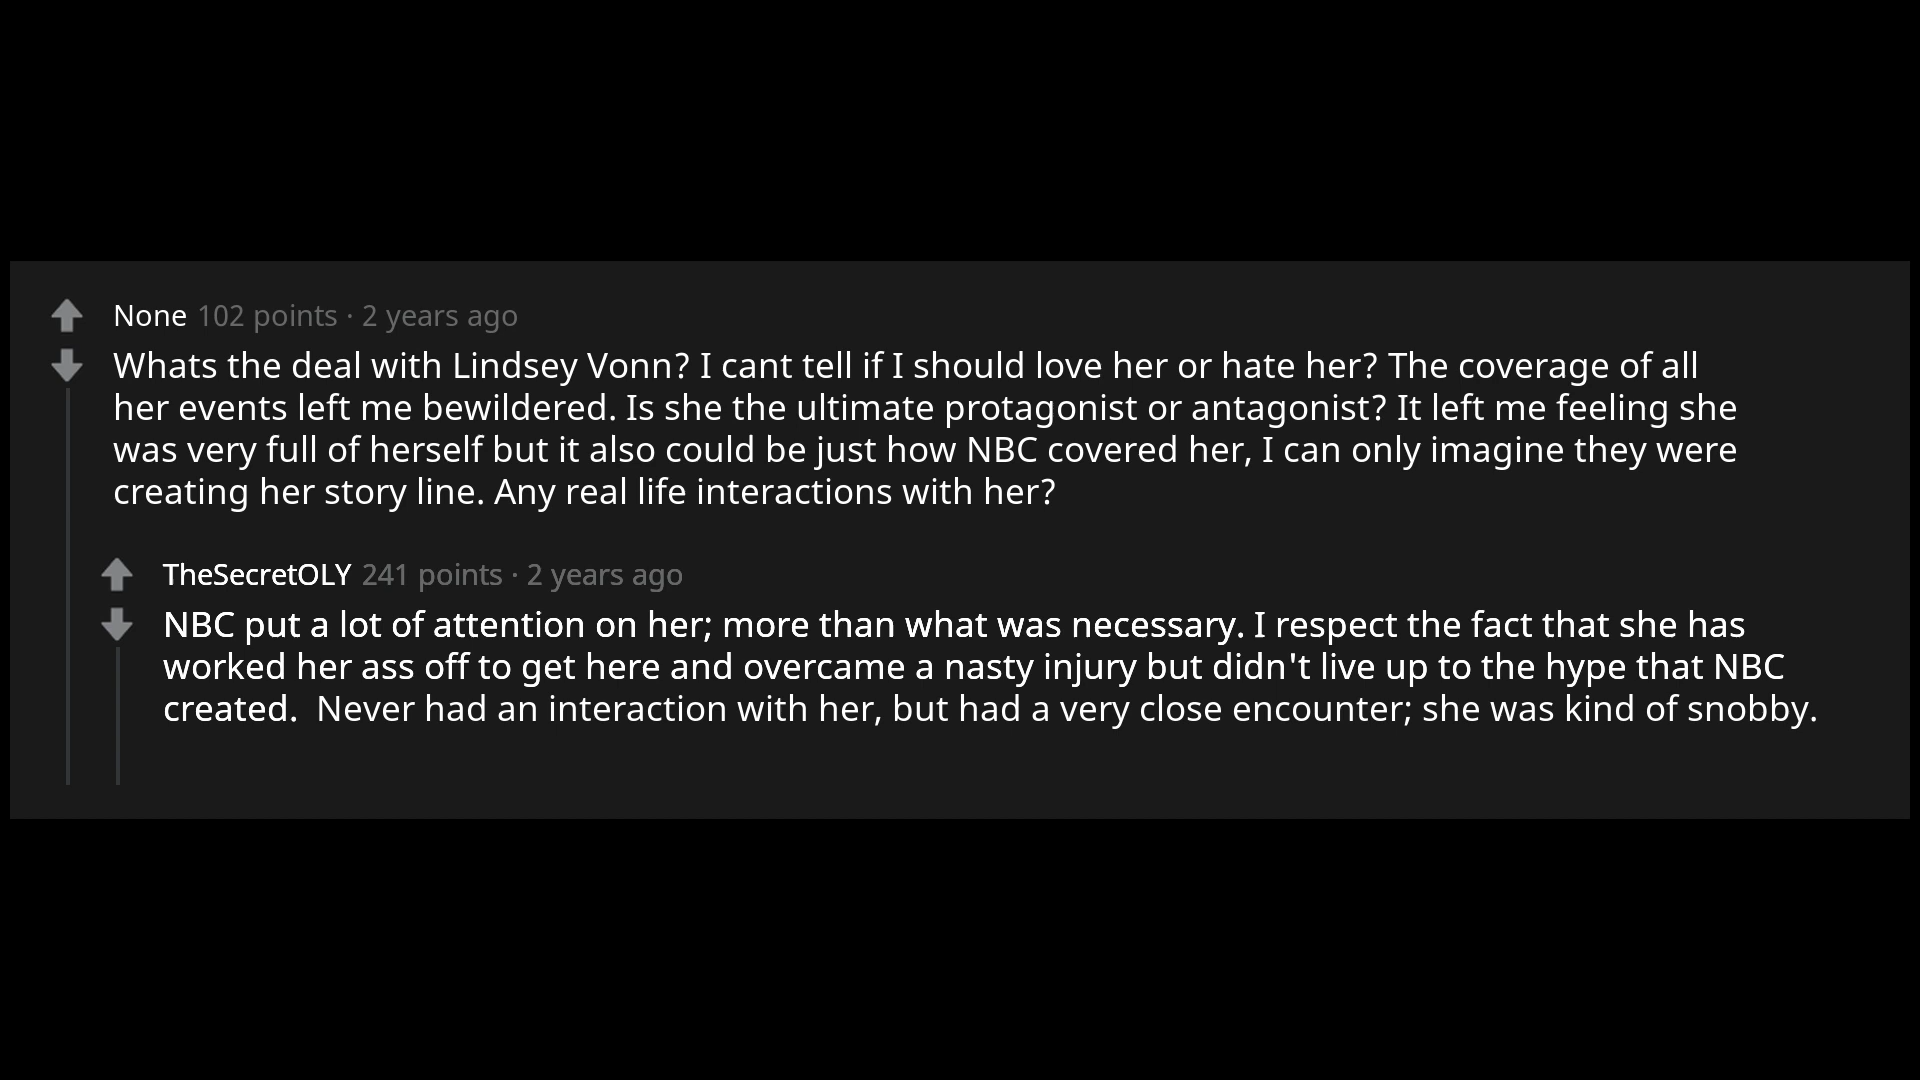 None 102 points · 2 years ago
Whats the deal with Lindsey Vonn? I cant tell if I should love her or hate her? The coverage of all
her events left me bewildered. Is she the ultimate protagonist or antagonist? It left me feeling she
was very full of herself but it also could be just how NBC covered her, I can only imagine they were
creating her story line. Any real life interactions with her?
TheSecretOLY 241 points · 2 years ago
NBC put a lot of attention on her; more than what was necessary. I respect the fact that she has
worked her ass off to get here and overcame a nasty injury but didn't live up to the hype that NBC
created.  Never had an interaction with her, but had a very close encounter; she was kind of snobby.